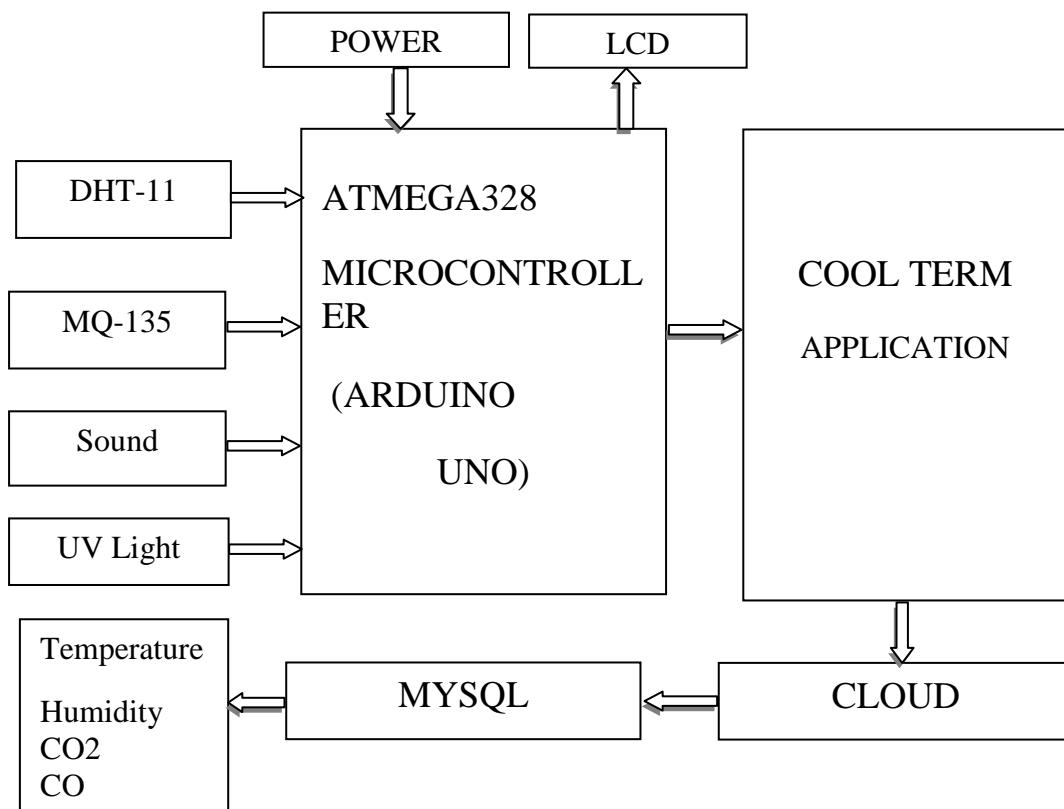 POWER
LCD
DHT-11
MQ-135
Sound
UV Light
ATMEGA328
MICROCONTROLL
ER
(ARDUINO
UNO)
COOL TERM
APPLICATION
Temperature
Humidity
CO2
CO
MYSQL
CLOUD